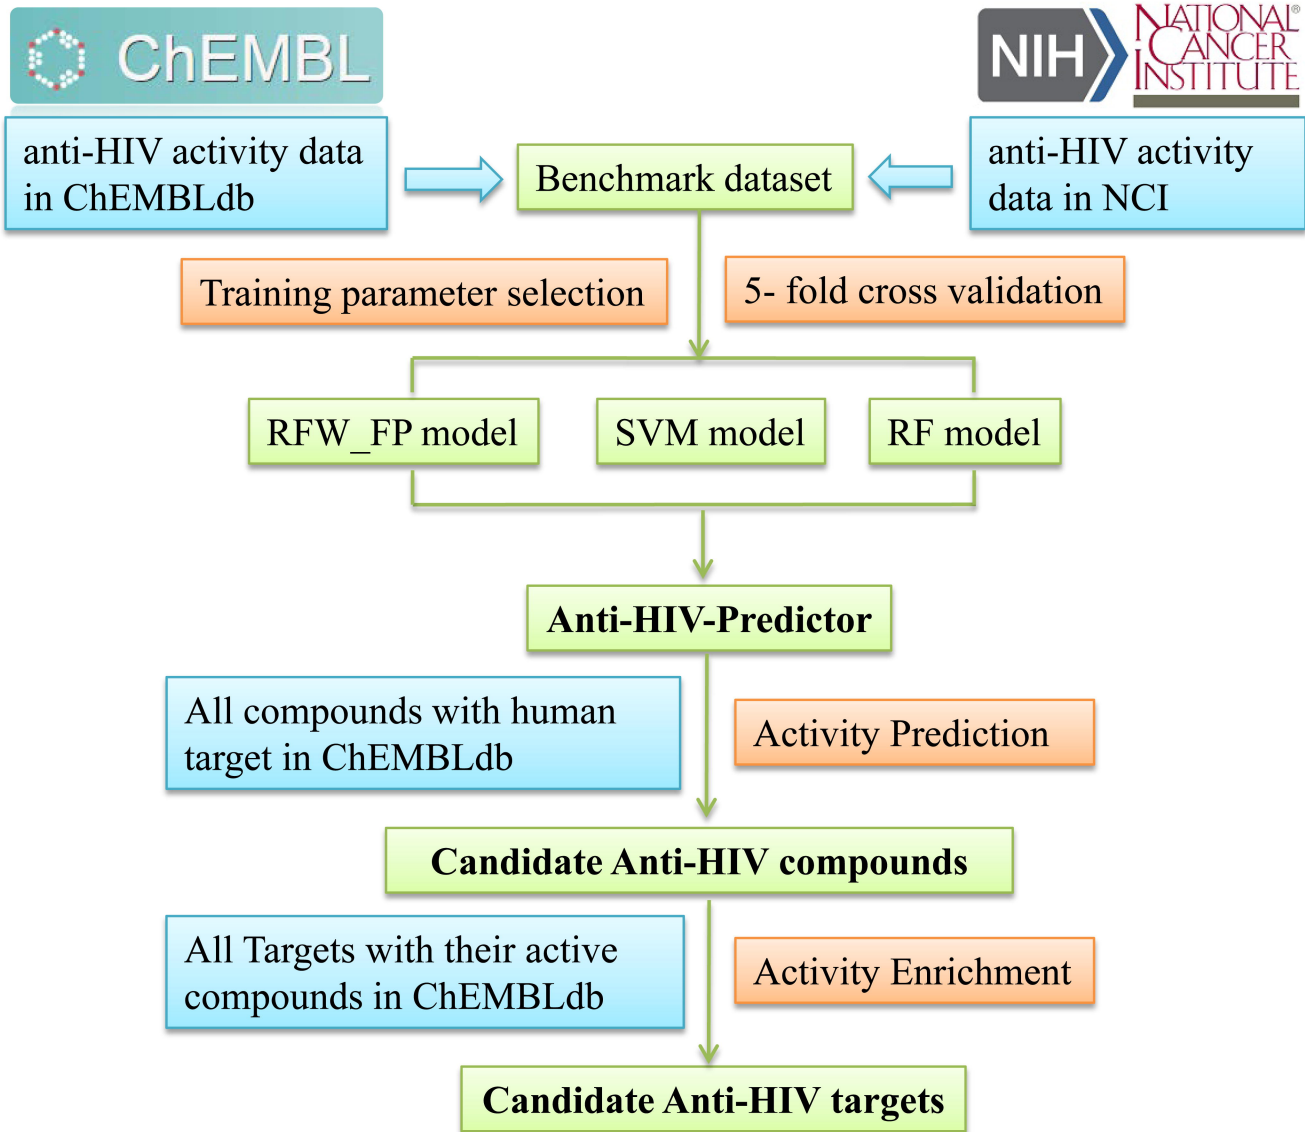 ChEMBL
NIH
NATIONAL®
CANCER
INSTITUTE
anti-HIV activity data
in ChEMBLdb
Benchmark dataset
anti-HIV activity
data in NCI
Training parameter selection
5- fold cross validation
RFW_FP model
SVM model
RF model
Anti-HIV-Predictor
All compounds with human
target in ChEMBLdb
Activity Prediction
Candidate Anti-HIV compounds
All Targets with their active
compounds in ChEMBLdb
Activity Enrichment
Candidate Anti-HIV targets